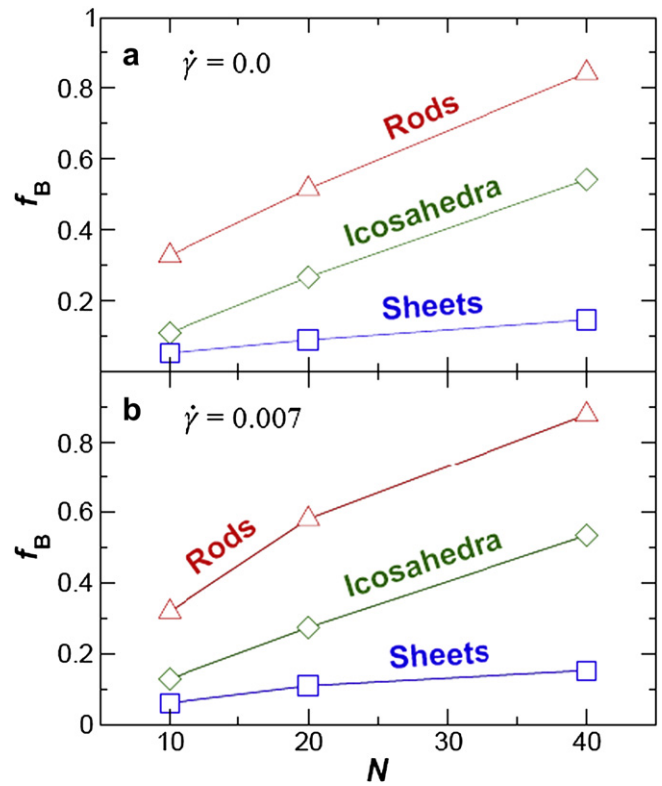 1
a γ̇ = 0.0
0.8
Rods
0.6
f_B
Icosahedra
0.4
Sheets
0.2
b γ̇ = 0.007
0.8
Rods
0.6
f_B
Icosahedra
0.4
Sheets
0.2
0
10 20 30 40
N